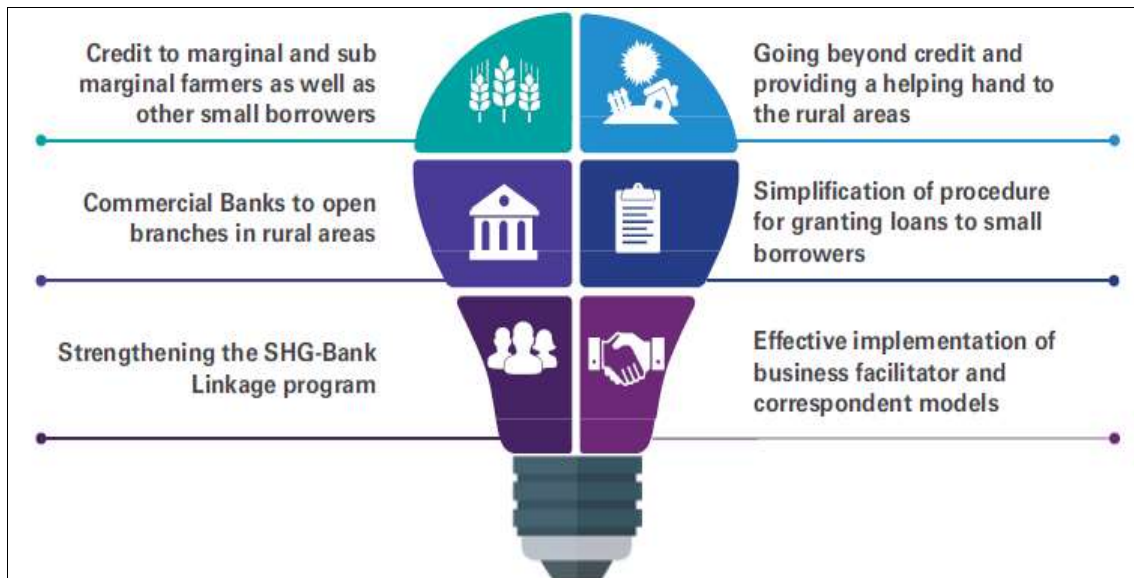 Credit to marginal and sub
marginal farmers as well as
other small borrowers
Going beyond credit and
providing a helping hand to
the rural areas
Commercial Banks to open
branches in rural areas
Simplification of procedure
for granting loans to small
borrowers
Strengthening the SHG-Bank
Linkage program
Effective implementation of
business facilitator and
correspondent models